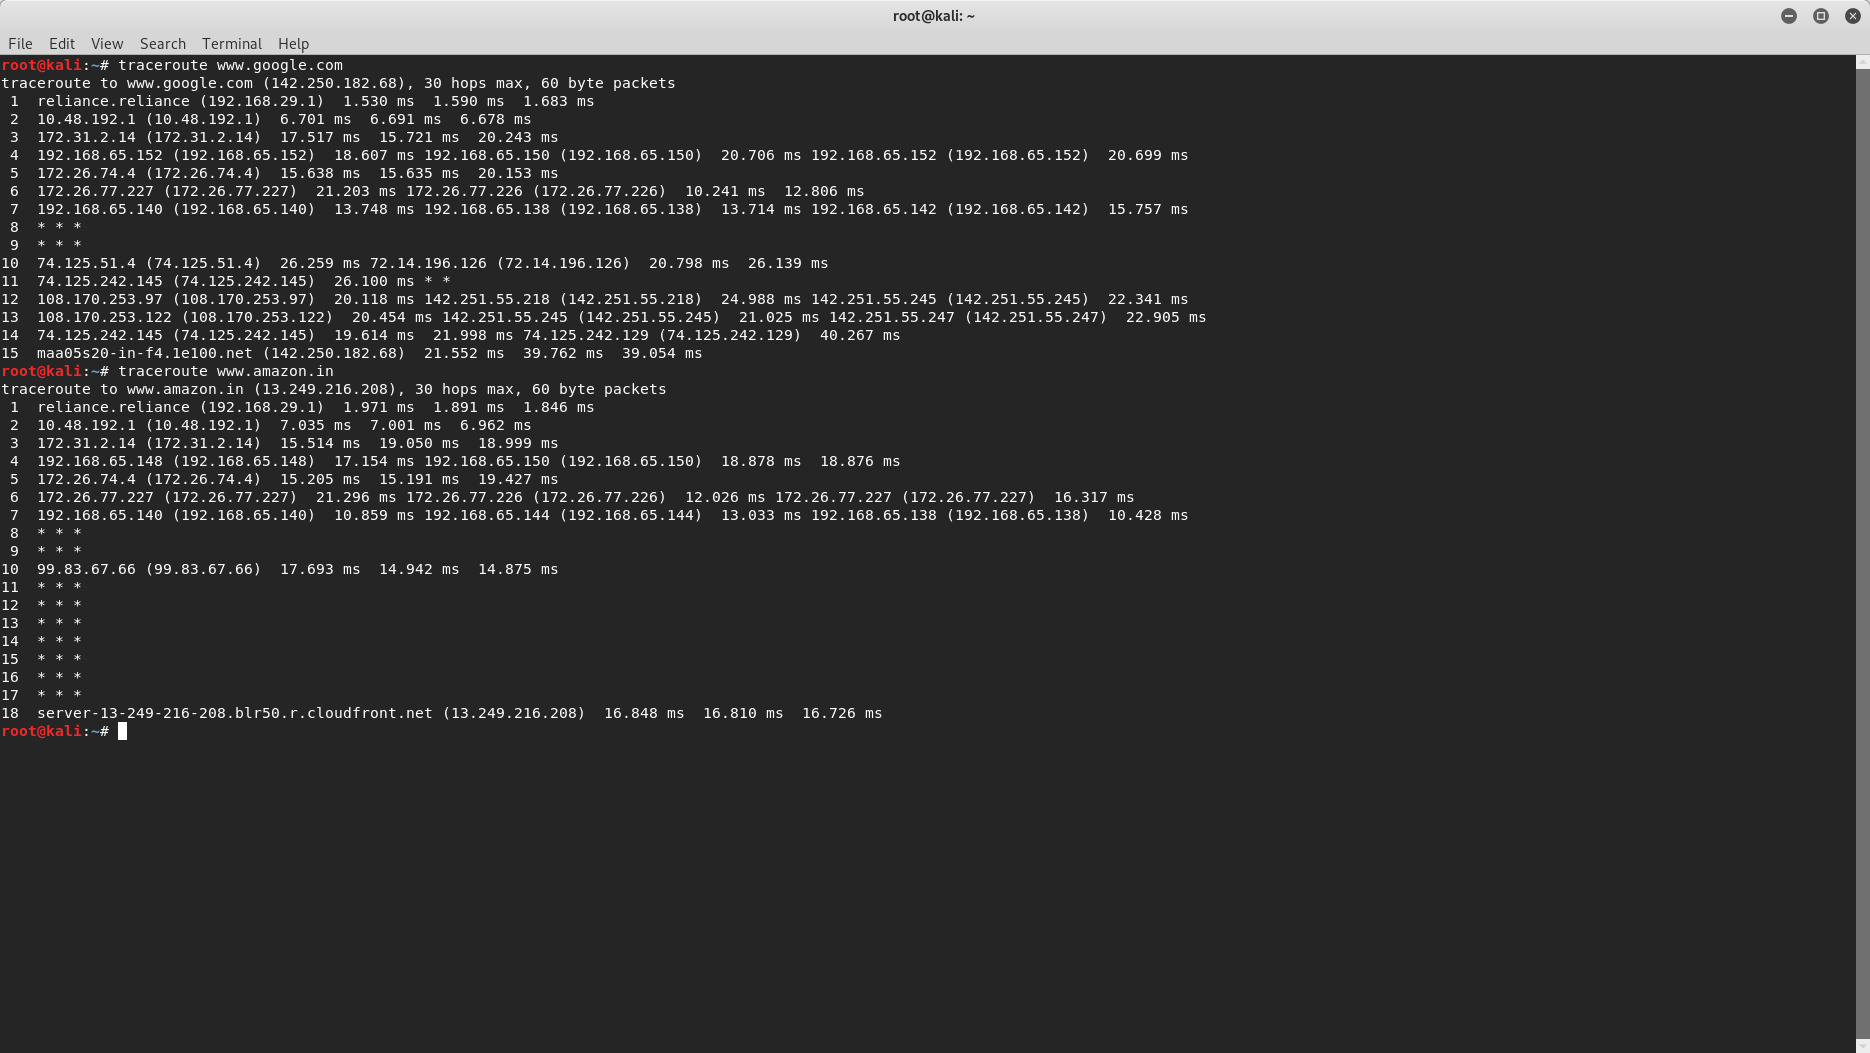 root@kali: ~
File Edit View Search Terminal Help
root@kali:~# traceroute www.google.com
traceroute to www.google.com (142.250.182.68), 30 hops max, 60 byte packets
 1  reliance.reliance (192.168.29.1)  1.530 ms  1.590 ms  1.683 ms
 2  10.48.192.1 (10.48.192.1)  6.701 ms  6.691 ms  6.678 ms
 3  172.31.2.14 (172.31.2.14)  17.517 ms  15.721 ms  20.243 ms
 4  192.168.65.152 (192.168.65.152)  18.607 ms 192.168.65.150 (192.168.65.150)  20.706 ms 192.168.65.152 (192.168.65.152)  20.699 ms
 5  172.26.74.4 (172.26.74.4)  15.638 ms  15.635 ms  20.153 ms
 6  172.26.77.227 (172.26.77.227)  21.203 ms 172.26.77.226 (172.26.77.226)  10.241 ms  12.806 ms
 7  192.168.65.140 (192.168.65.140)  13.748 ms 192.168.65.138 (192.168.65.138)  13.714 ms 192.168.65.142 (192.168.65.142)  15.757 ms
 8  * * *
 9  * * *
10  74.125.51.4 (74.125.51.4)  26.259 ms 72.14.196.126 (72.14.196.126)  20.798 ms  26.139 ms
11  74.125.242.145 (74.125.242.145)  26.100 ms * *
12  108.170.253.97 (108.170.253.97)  20.118 ms 142.251.55.218 (142.251.55.218)  24.988 ms 142.251.55.245 (142.251.55.245)  22.341 ms
13  108.170.253.122 (108.170.253.122)  20.454 ms 142.251.55.245 (142.251.55.245)  21.025 ms 142.251.55.247 (142.251.55.247)  22.905 ms
14  74.125.242.145 (74.125.242.145)  19.614 ms  21.998 ms 74.125.242.129 (74.125.242.129)  40.267 ms
15  maa05s20-in-f4.1e100.net (142.250.182.68)  21.552 ms  39.762 ms  39.054 ms
root@kali:~# traceroute www.amazon.in
traceroute to www.amazon.in (13.249.216.208), 30 hops max, 60 byte packets
 1  reliance.reliance (192.168.29.1)  1.971 ms  1.891 ms  1.846 ms
 2  10.48.192.1 (10.48.192.1)  7.035 ms  7.001 ms  6.962 ms
 3  172.31.2.14 (172.31.2.14)  15.514 ms  19.050 ms  18.999 ms
 4  192.168.65.148 (192.168.65.148)  17.154 ms 192.168.65.150 (192.168.65.150)  18.878 ms  18.876 ms
 5  172.26.74.4 (172.26.74.4)  15.205 ms  15.191 ms  19.427 ms
 6  172.26.77.227 (172.26.77.227)  21.296 ms 172.26.77.226 (172.26.77.226)  12.026 ms 172.26.77.227 (172.26.77.227)  16.317 ms
 7  192.168.65.140 (192.168.65.140)  10.859 ms 192.168.65.144 (192.168.65.144)  13.033 ms 192.168.65.138 (192.168.65.138)  10.428 ms
 8  * * *
 9  * * *
10  99.83.67.66 (99.83.67.66)  17.693 ms  14.942 ms  14.875 ms
11  * * *
12  * * *
13  * * *
14  * * *
15  * * *
16  * * *
17  * * *
18  server-13-249-216-208.blr50.r.cloudfront.net (13.249.216.208)  16.848 ms  16.810 ms  16.726 ms
root@kali:~#